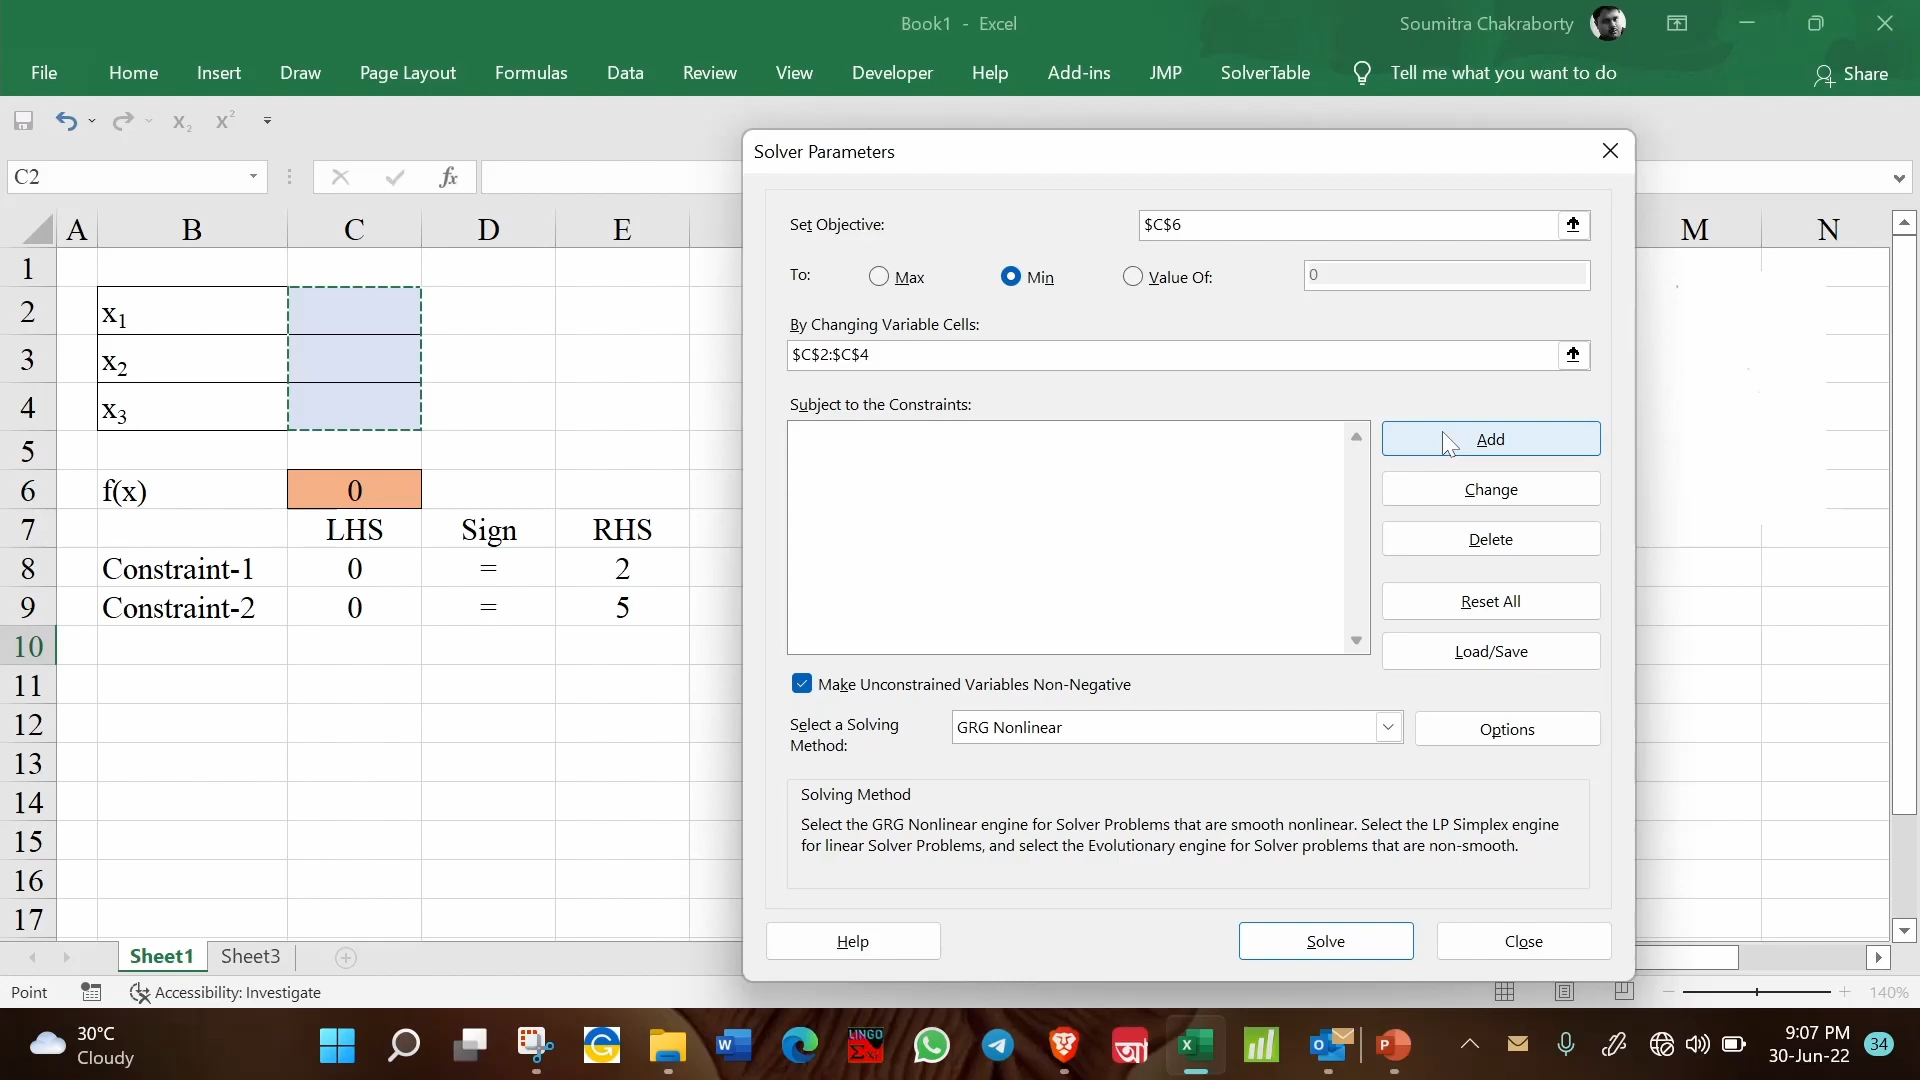 Book1 - Excel
Soumitra Chakraborty
File Home Insert Draw Page Layout Formulas Data Review View Developer Help Add-ins JMP SolverTable Tell me what you want to do Share
C2
A B C D E M N
1
2 x1
3 x2
4 x3
5
6 f(x) 0
7 LHS Sign RHS
8 Constraint-1 0 = 2
9 Constraint-2 0 = 5
10
11
12
13
14
15
16
17
Solver Parameters
Set Objective: $C$6
To: Max Min Value Of: 0
By Changing Variable Cells:
$C$2:$C$4
Subject to the Constraints:
Add
Change
Delete
Reset All
Load/Save
Make Unconstrained Variables Non-Negative
Select a Solving
Method:
GRG Nonlinear
Options
Solving Method
Select the GRG Nonlinear engine for Solver Problems that are smooth nonlinear. Select the LP Simplex engine
for linear Solver Problems, and select the Evolutionary engine for Solver problems that are non-smooth.
Help Solve Close
Sheet1 Sheet3
Point Accessibility: Investigate 140%
30°C
Cloudy
LINGO
আ
9:07 PM
30-Jun-22
34